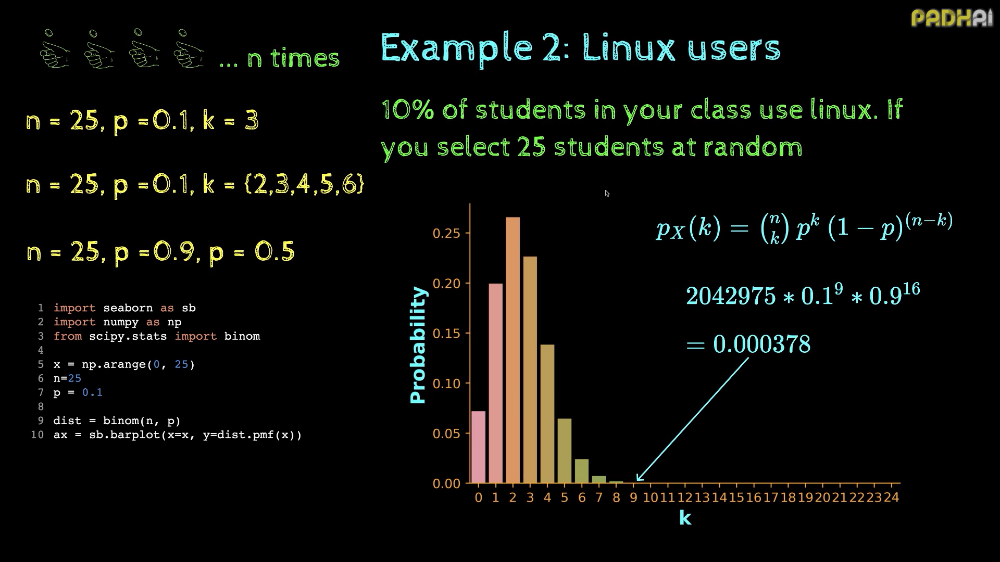 PADHAI
... n times
Example 2: Linux users
10% of students in your class use linux. If
you select 25 students at random
n = 25, p =0.1, k = 3
n = 25, p =0.1, k = {2,3,4,5,6}
n = 25, p =0.9, p = 0.5
1 import seaborn as sb
2 import numpy as np
3 from scipy.stats import binom
4
5 x = np.arange(0, 25)
6 n=25
7 p = 0.1
8
9 dist = binom(n, p)
10 ax = sb.barplot(x=x, y=dist.pmf(x))
p_X(k) = \binom{n}{k} p^k (1 − p)^{(n−k)}
2042975 ∗ 0.1^9 ∗ 0.9^{16}
= 0.000378
Probability
0.25
0.20
0.15
0.10
0.05
0.00
0 1 2 3 4 5 6 7 8 9 10 11 12 13 14 15 16 17 18 19 20 21 22 23 24
k